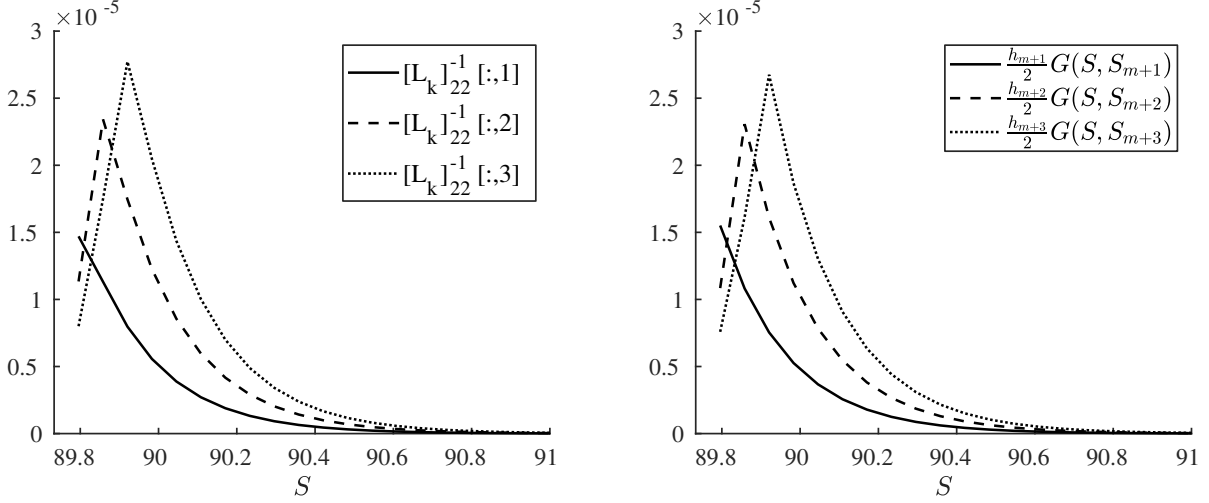 ×10 -5
3
2.5
2
1.5
1
0.5
0
89.8 90 90.2 90.4 90.6 90.8 91
S
[L_k]_22^-1 [:,1]
[L_k]_22^-1 [:,2]
[L_k]_22^-1 [:,3]
×10 -5
3
2.5
2
1.5
1
0.5
0
89.8 90 90.2 90.4 90.6 90.8 91
S
h_{m+1}/2 G(S, S_{m+1})
h_{m+2}/2 G(S, S_{m+2})
h_{m+3}/2 G(S, S_{m+3})